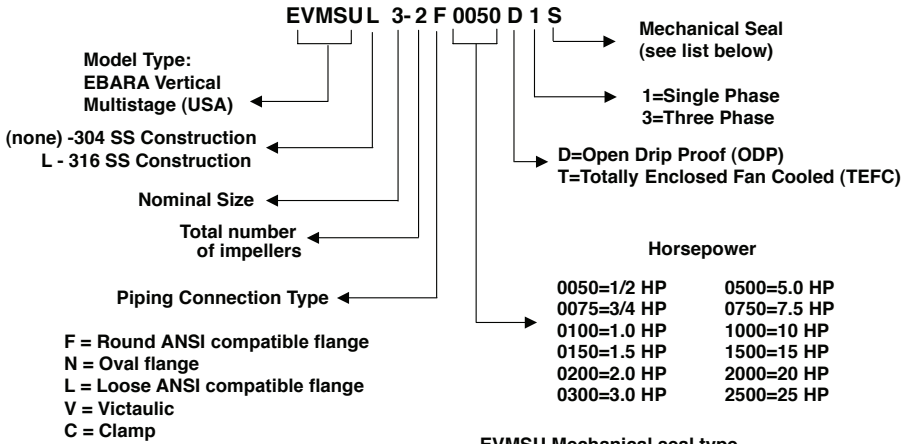 EVMSU L 3- 2 F 0050 D 1 S
Mechanical Seal
(see list below)
Model Type:
EBARA Vertical
Multistage (USA)
1=Single Phase
3=Three Phase
(none) -304 SS Construction
L - 316 SS Construction
D=Open Drip Proof (ODP)
T=Totally Enclosed Fan Cooled (TEFC)
Nominal Size
Total number
of impellers
Piping Connection Type
F = Round ANSI compatible flange
N = Oval flange
L = Loose ANSI compatible flange
V = Victaulic
C = Clamp
Horsepower
0050=1/2 HP 0500=5.0 HP
0075=3/4 HP 0750=7.5 HP
0100=1.0 HP 1000=10 HP
0150=1.5 HP 1500=15 HP
0200=2.0 HP 2000=20 HP
0300=3.0 HP 2500=25 HP
EVMSU Mechanical seal type